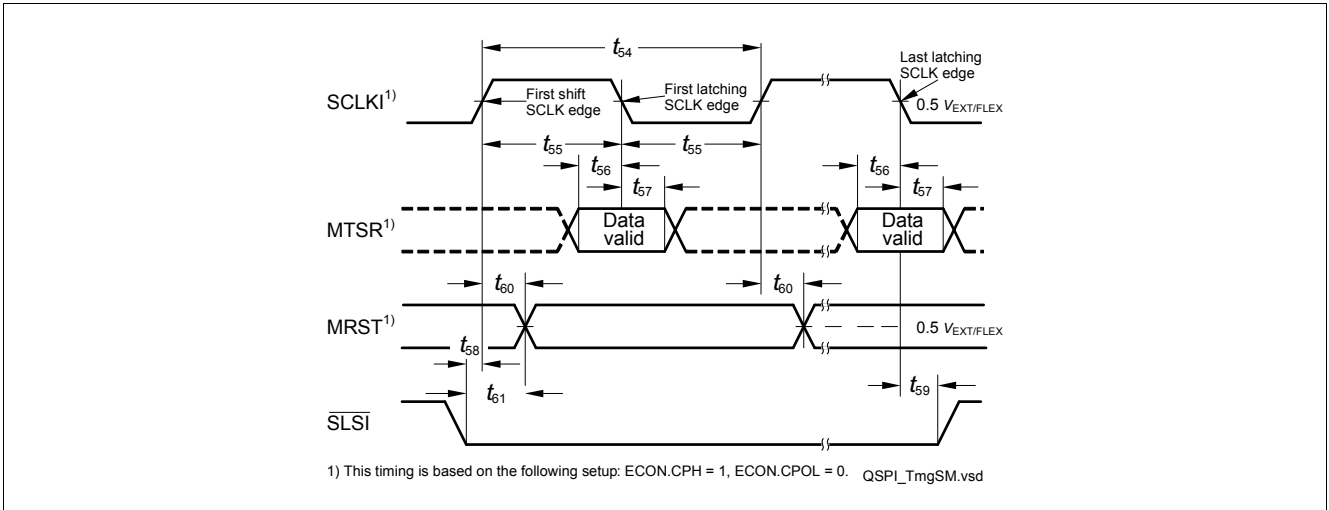 t54
SCLKI1)
First shift
SCLK edge
First latching
SCLK edge
Last latching
SCLK edge
0.5 VEXT/FLEX
t55
t55
t56
t57
t56
t57
MTSR1)
Data
valid
Data
valid
t60
t60
MRST1)
0.5 VEXT/FLEX
t58
t61
t59
SLSI
1) This timing is based on the following setup: ECON.CPH = 1, ECON.CPOL = 0.
QSPI_TmgSM.vsd